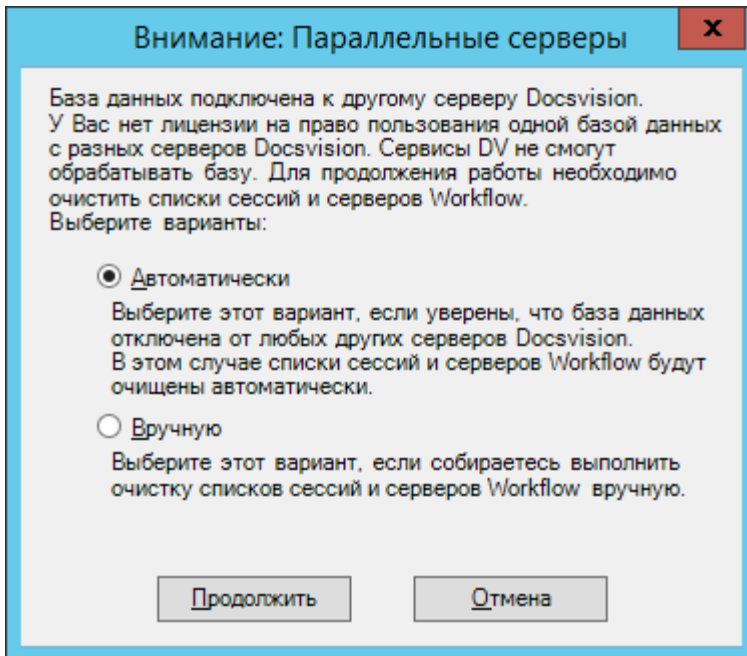 Внимание: Параллельные серверы
x
База данных подключена к другому серверу Docsvision.
У Вас нет лицензии на право пользования одной базой данных
с разных серверов Docsvision. Сервисы DV не смогут
обрабатывать базу. Для продолжения работы необходимо
очистить списки сессий и серверов Workflow.
Выберите варианты:
Автоматически
Выберите этот вариант, если уверены, что база данных
отключена от любых других серверов Docsvision.
В этом случае списки сессий и серверов Workflow будут
очищены автоматически.
Вручную
Выберите этот вариант, если собираетесь выполнить
очистку списков сессий и серверов Workflow вручную.
Продолжить Отмена